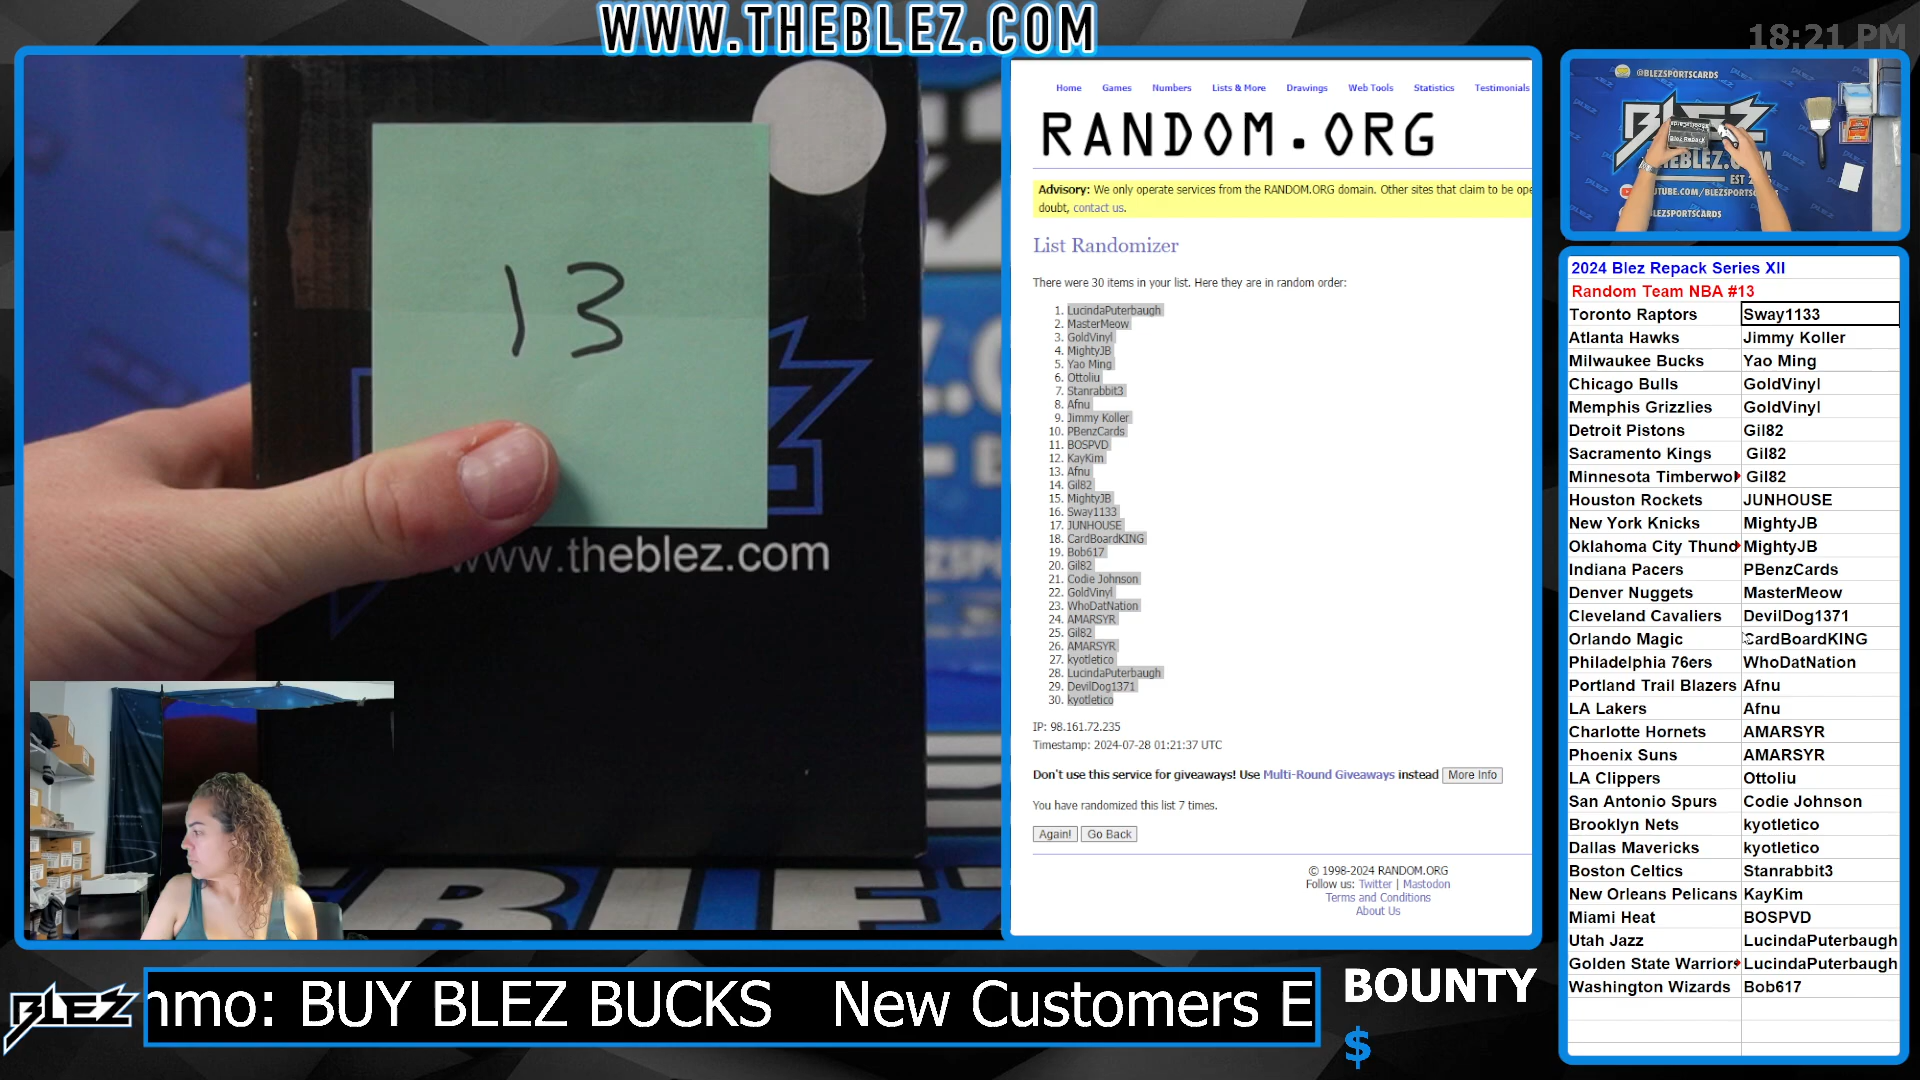 WWW.THEBLEZ.COM
18:21 PM
13
www.theblez.com
Home Games Numbers Lists & More Drawings Web Tools Statistics Testimonials
RANDOM.ORG
Advisory: We only operate services from the RANDOM.ORG domain. Other sites that claim to be ope
doubt, contact us.
List Randomizer
There were 30 items in your list. Here they are in random order:
1. LucindaPuterbaugh
2. MasterMeow
3. GoldVinyl
4. MightyJB
5. Yao Ming
6. Ottoliu
7. Stanrabbit3
8. Afnu
9. Jimmy Koller
10. PBenzCards
11. BOSPVD
12. KayKim
13. Afnu
14. Gil82
15. MightyJB
16. Sway1133
17. JUNHOUSE
18. CardBoardKING
19. Bob617
20. Gil82
21. Codie Johnson
22. GoldVinyl
23. WhoDatNation
24. AMARSYR
25. Gil82
26. AMARSYR
27. kyotletico
28. LucindaPuterbaugh
29. DevilDog1371
30. kyotletico
IP: 98.161.72.235
Timestamp: 2024-07-28 01:21:37 UTC
Don't use this service for giveaways! Use Multi-Round Giveaways instead More Info
You have randomized this list 7 times.
Again! Go Back
© 1998-2024 RANDOM.ORG
Follow us: Twitter | Mastodon
Terms and Conditions
About Us
@BLEZSPORTSCARDS
BLEZ
Blez Repack
THEBLEZ.COM
BLEZSPORTSCARDS
2024 Blez Repack Series XII
Random Team NBA #13
Toronto Raptors Sway1133
Atlanta Hawks Jimmy Koller
Milwaukee Bucks Yao Ming
Chicago Bulls GoldVinyl
Memphis Grizzlies GoldVinyl
Detroit Pistons Gil82
Sacramento Kings Gil82
Minnesota Timberwol Gil82
Houston Rockets JUNHOUSE
New York Knicks MightyJB
Oklahoma City Thund MightyJB
Indiana Pacers PBenzCards
Denver Nuggets MasterMeow
Cleveland Cavaliers DevilDog1371
Orlando Magic CardBoardKING
Philadelphia 76ers WhoDatNation
Portland Trail Blazers Afnu
LA Lakers Afnu
Charlotte Hornets AMARSYR
Phoenix Suns AMARSYR
LA Clippers Ottoliu
San Antonio Spurs Codie Johnson
Brooklyn Nets kyotletico
Dallas Mavericks kyotletico
Boston Celtics Stanrabbit3
New Orleans Pelicans KayKim
Miami Heat BOSPVD
Utah Jazz LucindaPuterbaugh
Golden State Warriors LucindaPuterbaugh
Washington Wizards Bob617
BLEZ
nmo: BUY BLEZ BUCKS New Customers E
BOUNTY
$